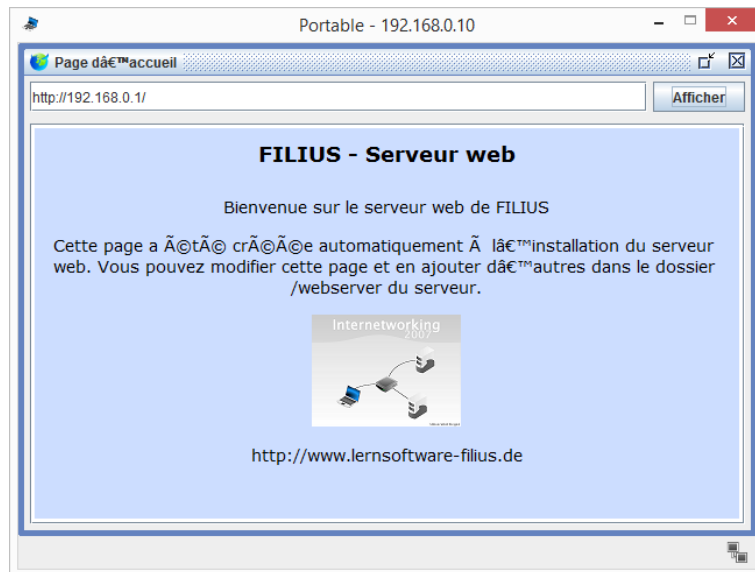 Portable - 192.168.0.10
Page dâ€™accueil
http://192.168.0.1/
Afficher
FILIUS - Serveur web
Bienvenue sur le serveur web de FILIUS
Cette page a Ã©tÃ© crÃ©Ã©e automatiquement Ã  lâ€™installation du serveur
web. Vous pouvez modifier cette page et en ajouter dâ€™autres dans le dossier
/webserver du serveur.
Internetworking
2007
http://www.lernsoftware-filius.de